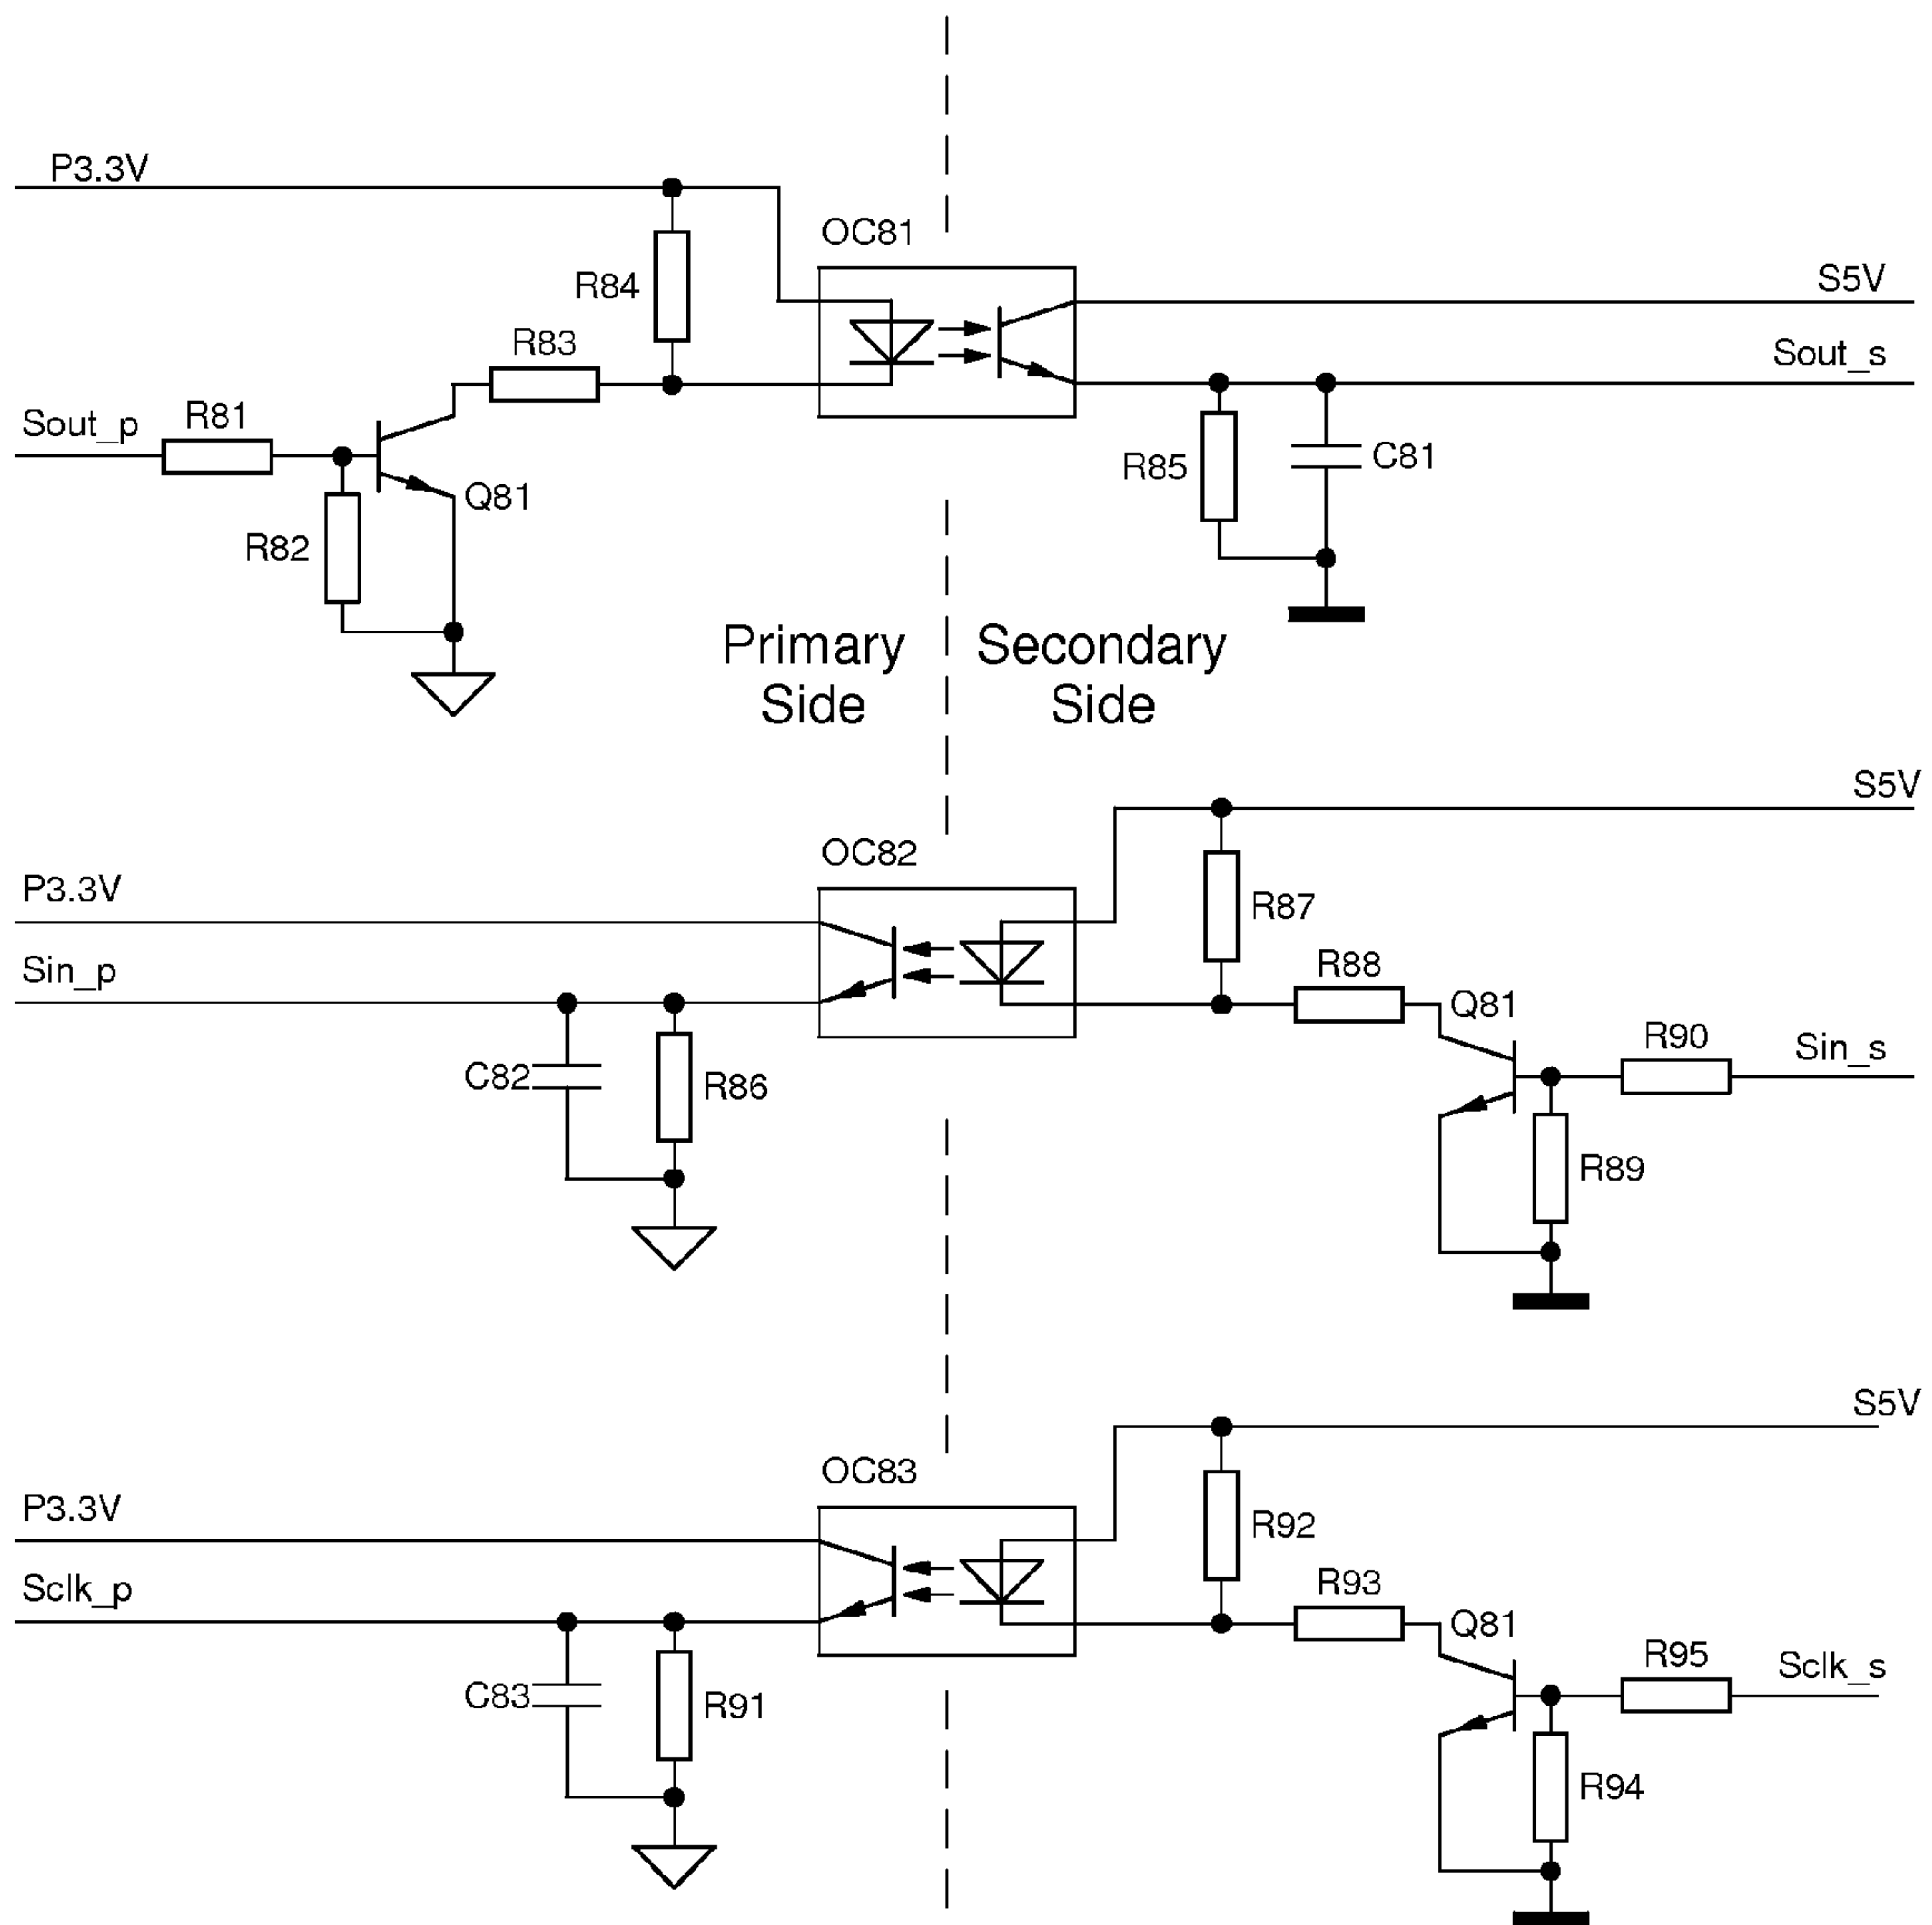 P3.3V
OC81
R84
S5V
R83
Sout_s
Sout_p
R81
R85
C81
Q81
R82
Primary
Side
Secondary
Side
S5V
OC82
P3.3V
R87
Sin_p
R88
Q81
R90
Sin_s
C82
R86
R89
S5V
OC83
P3.3V
R92
Sclk_p
R93
Q81
R95
Sclk_s
C83
R91
R94